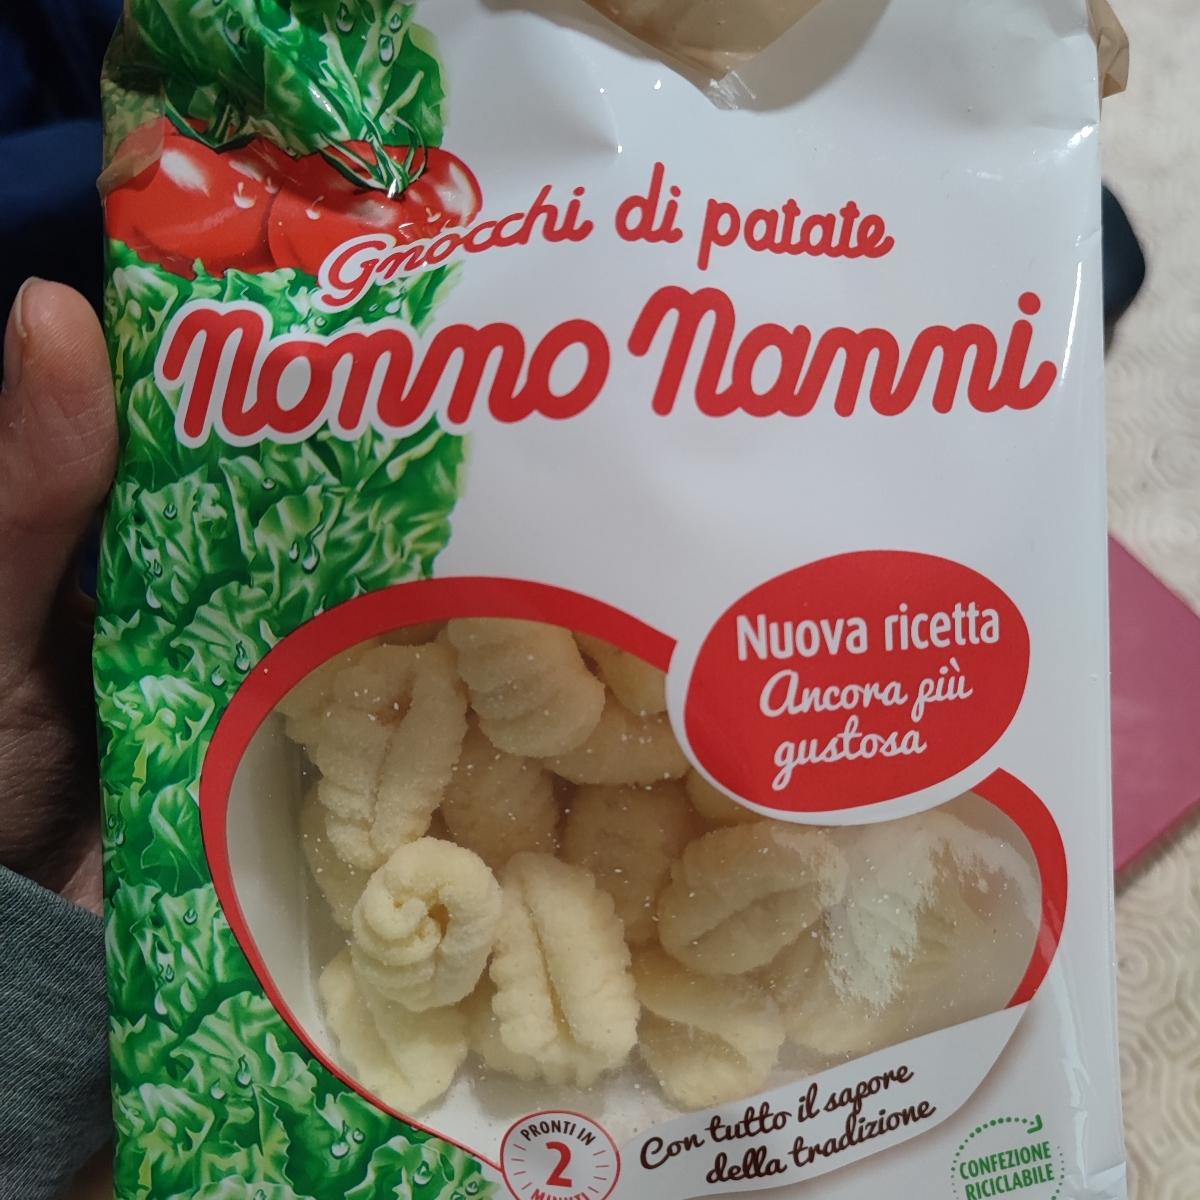 Gnocchi di patate
Nonno Nanni
Nuova ricetta
Ancora più
gustosa
PRONTI IN
2
MINUTI
Con tutto il sapore
della tradizione
CONFEZIONE
RICICLABILE